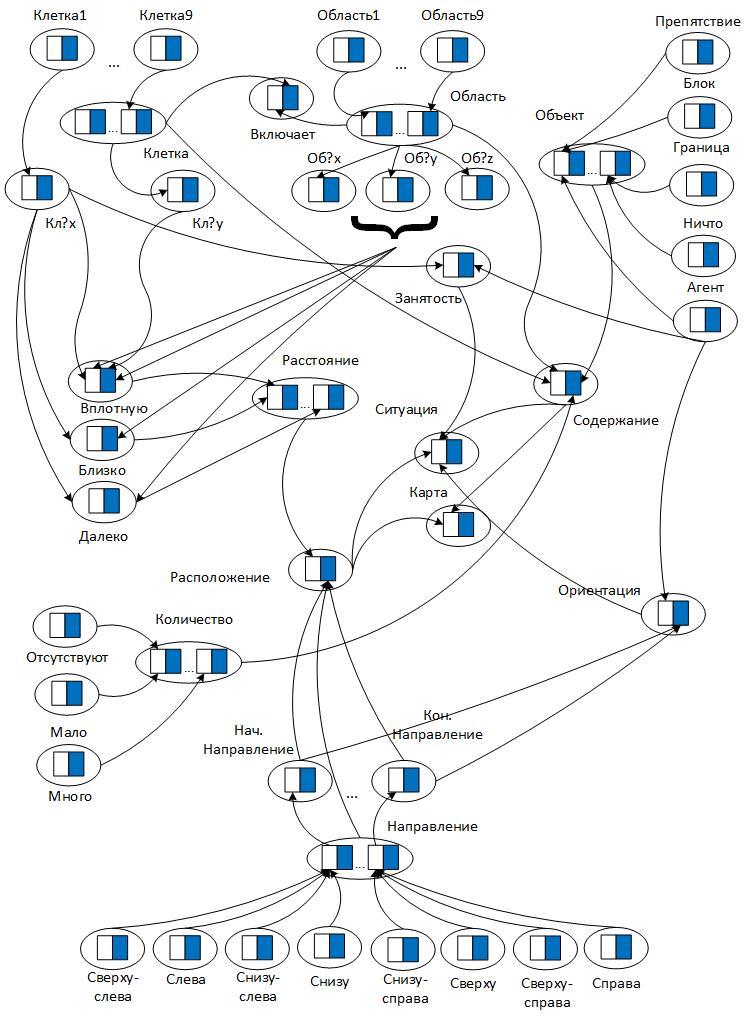 Клетка1
Клетка9
Область1
Область9
Препятствие
...
...
Блок
Область
Объект
Включает
Клетка
...
...
Граница
Об?x
Об?y
Об?z
...
Кл?x
Кл?y
Ничто
Агент
Занятость
Расстояние
...
Вплотную
Ситуация
Содержание
Близко
Карта
Далеко
Расположение
Ориентация
Количество
Отсутствуют
...
Мало
Кон.
Нач.
Направление
Направление
Много
...
Направление
...
Сверху-
слева
Слева
Снизу-
слева
Снизу
Снизу-
справа
Сверху
Сверху-
справа
Справа